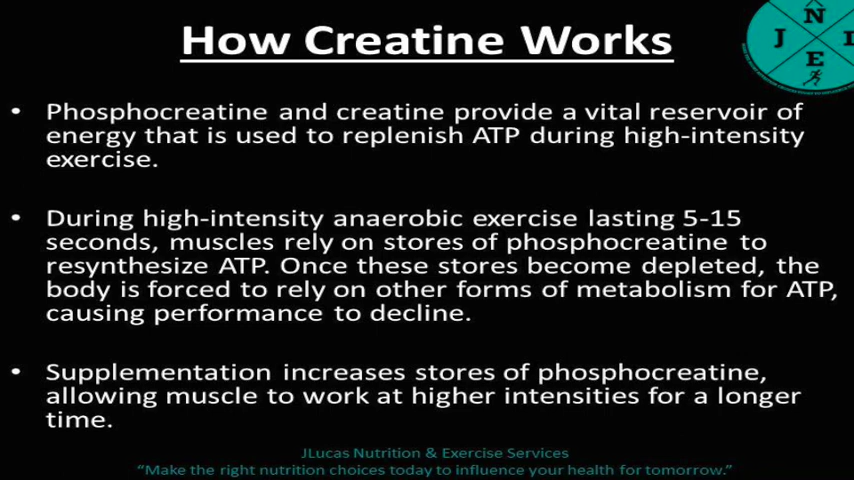 How Creatine Works
N
J L
E
• Phosphocreatine and creatine provide a vital reservoir of
energy that is used to replenish ATP during high-intensity
exercise.
• During high-intensity anaerobic exercise lasting 5-15
seconds, muscles rely on stores of phosphocreatine to
resynthesize ATP. Once these stores become depleted, the
body is forced to rely on other forms of metabolism for ATP,
causing performance to decline.
• Supplementation increases stores of phosphocreatine,
allowing muscle to work at higher intensities for a longer
time.
JLucas Nutrition & Exercise Services
“Make the right nutrition choices today to influence your health for tomorrow.”